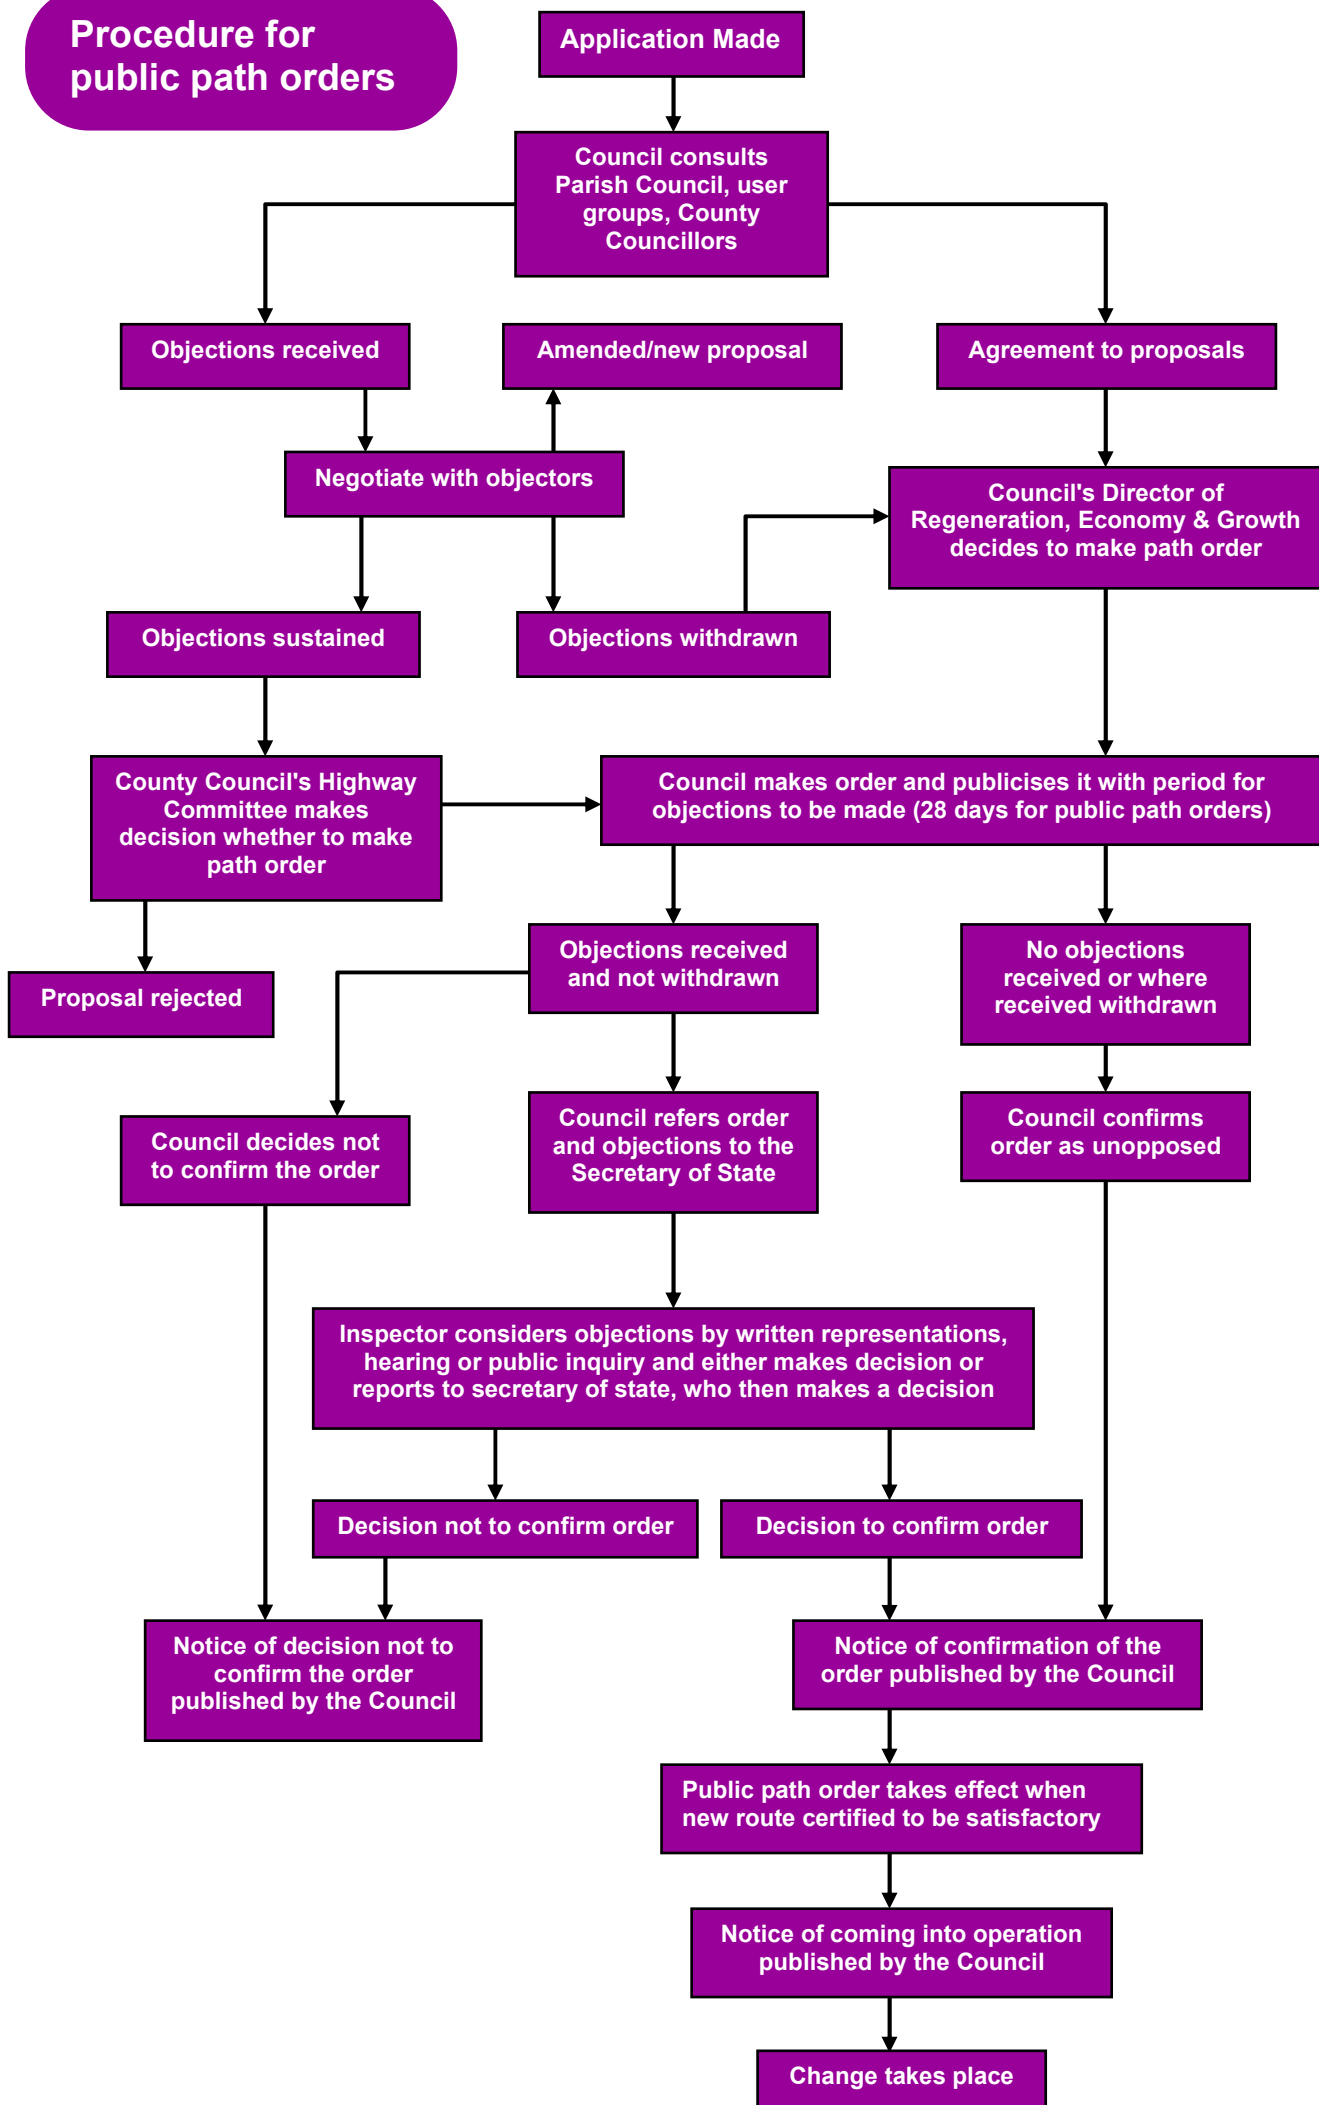 Procedure for
public path orders
Application Made
Council consults
Parish Council, user
groups, County
Councillors
Objections received
Amended/new proposal
Agreement to proposals
Negotiate with objectors
Council's Director of
Regeneration, Economy & Growth
decides to make path order
Objections sustained
Objections withdrawn
County Council's Highway
Committee makes
decision whether to make
path order
Council makes order and publicises it with period for
objections to be made (28 days for public path orders)
Objections received
and not withdrawn
No objections
received or where
received withdrawn
Proposal rejected
Council decides not
to confirm the order
Council refers order
and objections to the
Secretary of State
Council confirms
order as unopposed
Inspector considers objections by written representations,
hearing or public inquiry and either makes decision or
reports to secretary of state, who then makes a decision
Decision not to confirm order
Decision to confirm order
Notice of decision not to
confirm the order
published by the Council
Notice of confirmation of the
order published by the Council
Public path order takes effect when
new route certified to be satisfactory
Notice of coming into operation
published by the Council
Change takes place